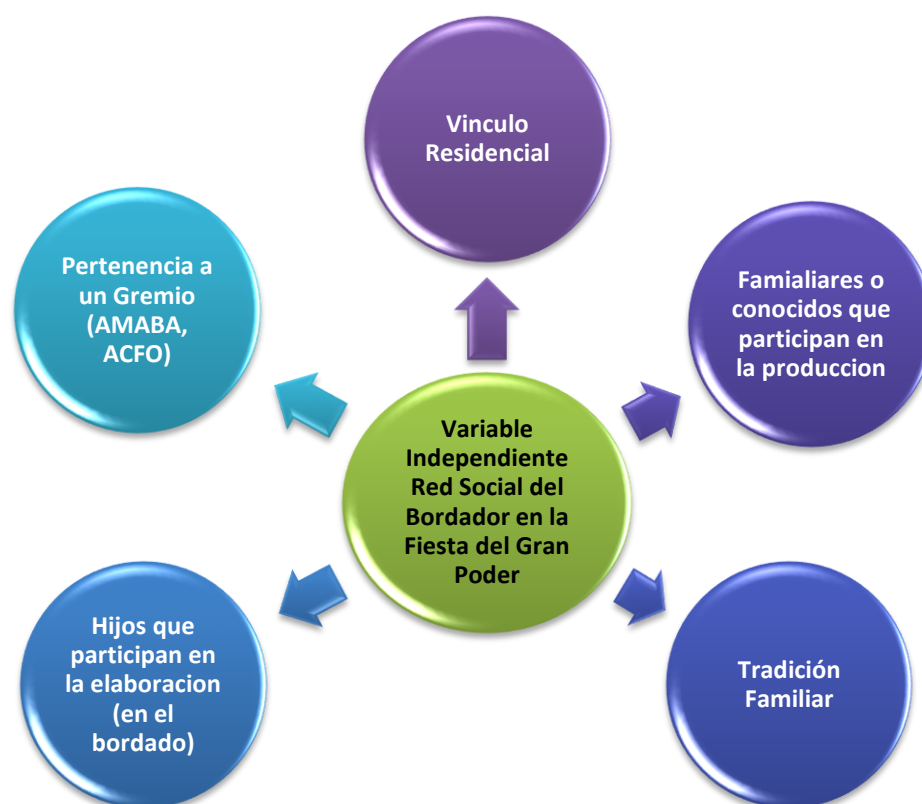 Vinculo
Residencial
Pertenencia a
un Gremio
(AMABA,
ACFO)
Famialiares o
conocidos que
participan en
la produccion
Variable
Independiente
Red Social del
Bordador en la
Fiesta del Gran
Poder
Hijos que
participan en
la elaboracion
(en el
bordado)
Tradición
Familiar